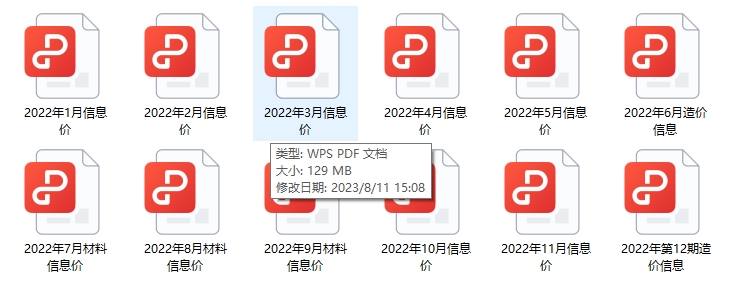 2022年1月信息
价
2022年2月信息
价
2022年3月信息
价
2022年4月信息
价
2022年5月信息
价
2022年6月造价
信息
类型: WPS PDF 文档
大小: 129 MB
修改日期: 2023/8/11 15:08
2022年7月材料
信息价
2022年8月材料
信息价
2022年9月材料
信息价
2022年10月信息
价
2022年11月信息
价
2022年第12期造
价信息